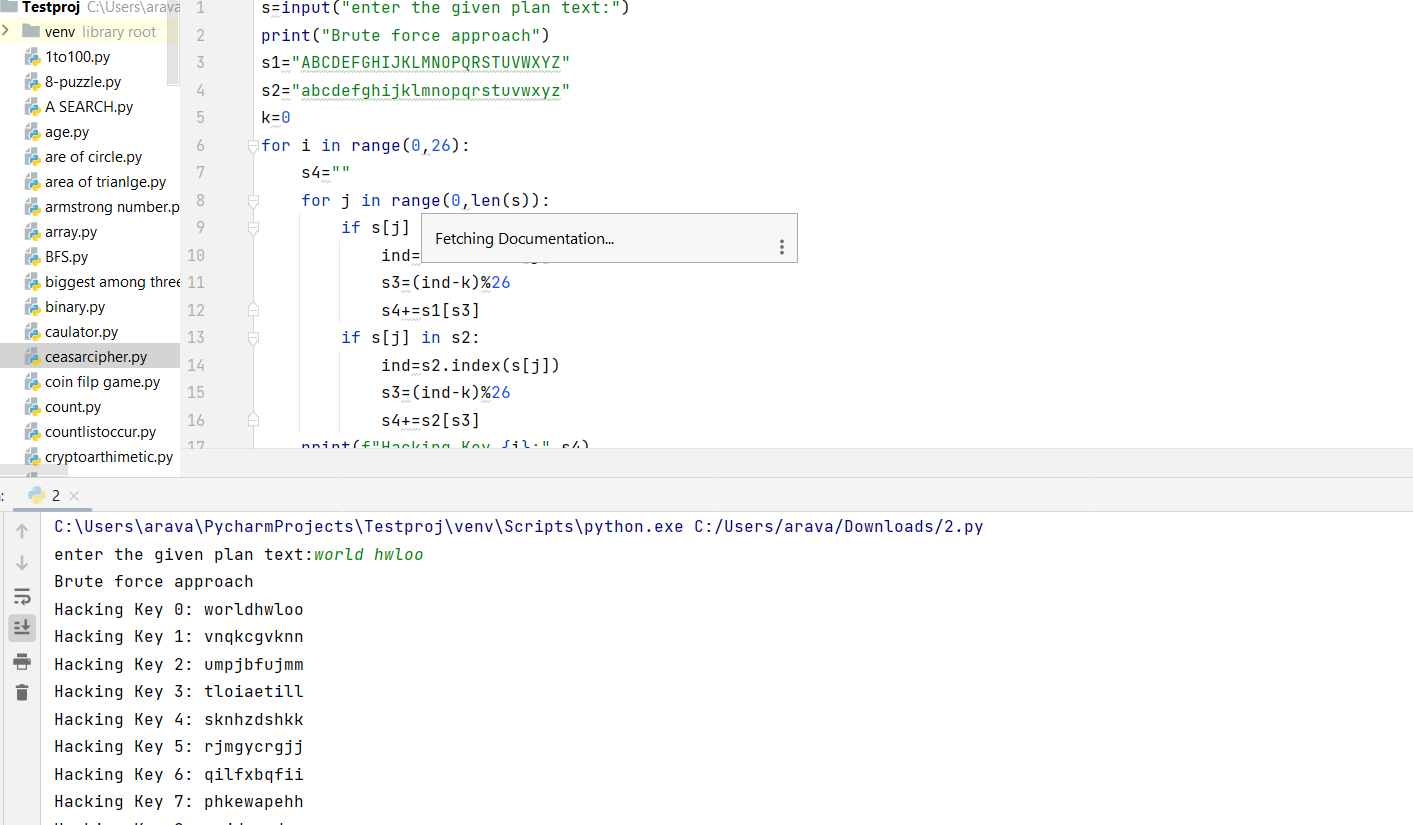 Testproj C:\Users\arava
venv library root
1to100.py
8-puzzle.py
A SEARCH.py
age.py
are of circle.py
area of trianlge.py
armstrong number.p
array.py
BFS.py
biggest among three
binary.py
caulator.py
ceasarcipher.py
coin filp game.py
count.py
countlistoccur.py
cryptoarthimetic.py
1 s=input("enter the given plan text:")
2 print("Brute force approach")
3 s1="ABCDEFGHIJKLMNOPQRSTUVWXYZ"
4 s2="abcdefghijklmnopqrstuvwxyz"
5 k=0
6 for i in range(0,26):
7 s4=""
8 for j in range(0,len(s)):
9 if s[j]
Fetching Documentation...
10 ind=
11 s3=(ind-k)%26
12 s4+=s1[s3]
13 if s[j] in s2:
14 ind=s2.index(s[j])
15 s3=(ind-k)%26
16 s4+=s2[s3]
17 print(f"Hacking Key {i}:",s4)
2
C:\Users\arava\PycharmProjects\Testproj\venv\Scripts\python.exe C:/Users/arava/Downloads/2.py
enter the given plan text:world hwloo
Brute force approach
Hacking Key 0: worldhwloo
Hacking Key 1: vnqkcgvknn
Hacking Key 2: umpjbfujmm
Hacking Key 3: tloiaetill
Hacking Key 4: sknhzdshkk
Hacking Key 5: rjmgycrgjj
Hacking Key 6: qilfxbqfii
Hacking Key 7: phkewapehh